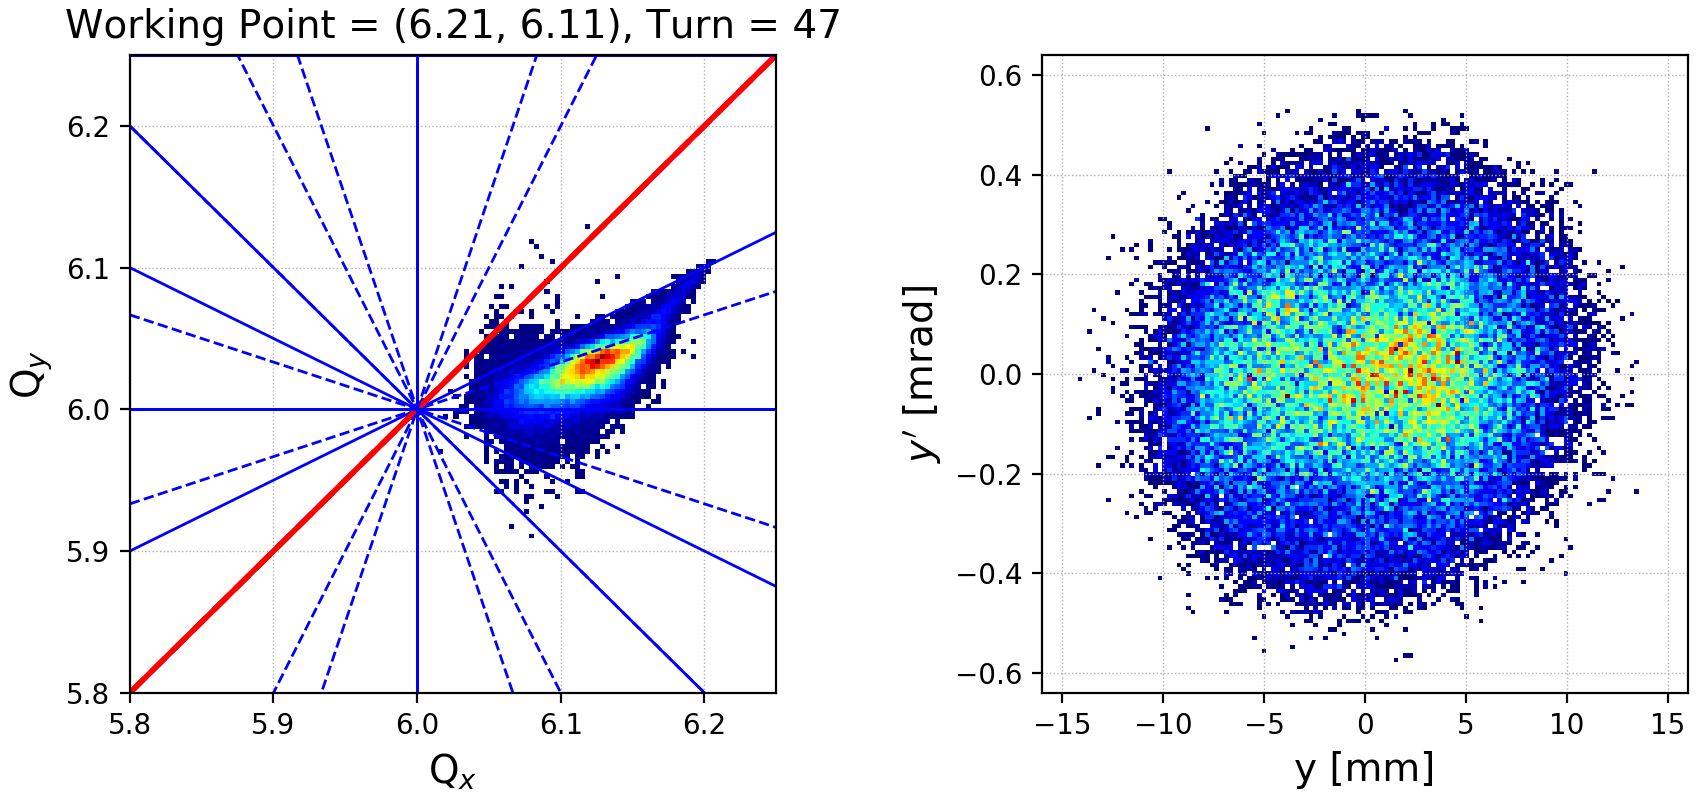 Working Point = (6.21, 6.11), Turn = 47
6.2
6.1
6.0
5.9
5.8
Q_y
5.8 5.9 6.0 6.1 6.2
Q_x
0.6
0.4
0.2
0.0
−0.2
−0.4
−0.6
y′ [mrad]
−15 −10 −5 0 5 10 15
y [mm]